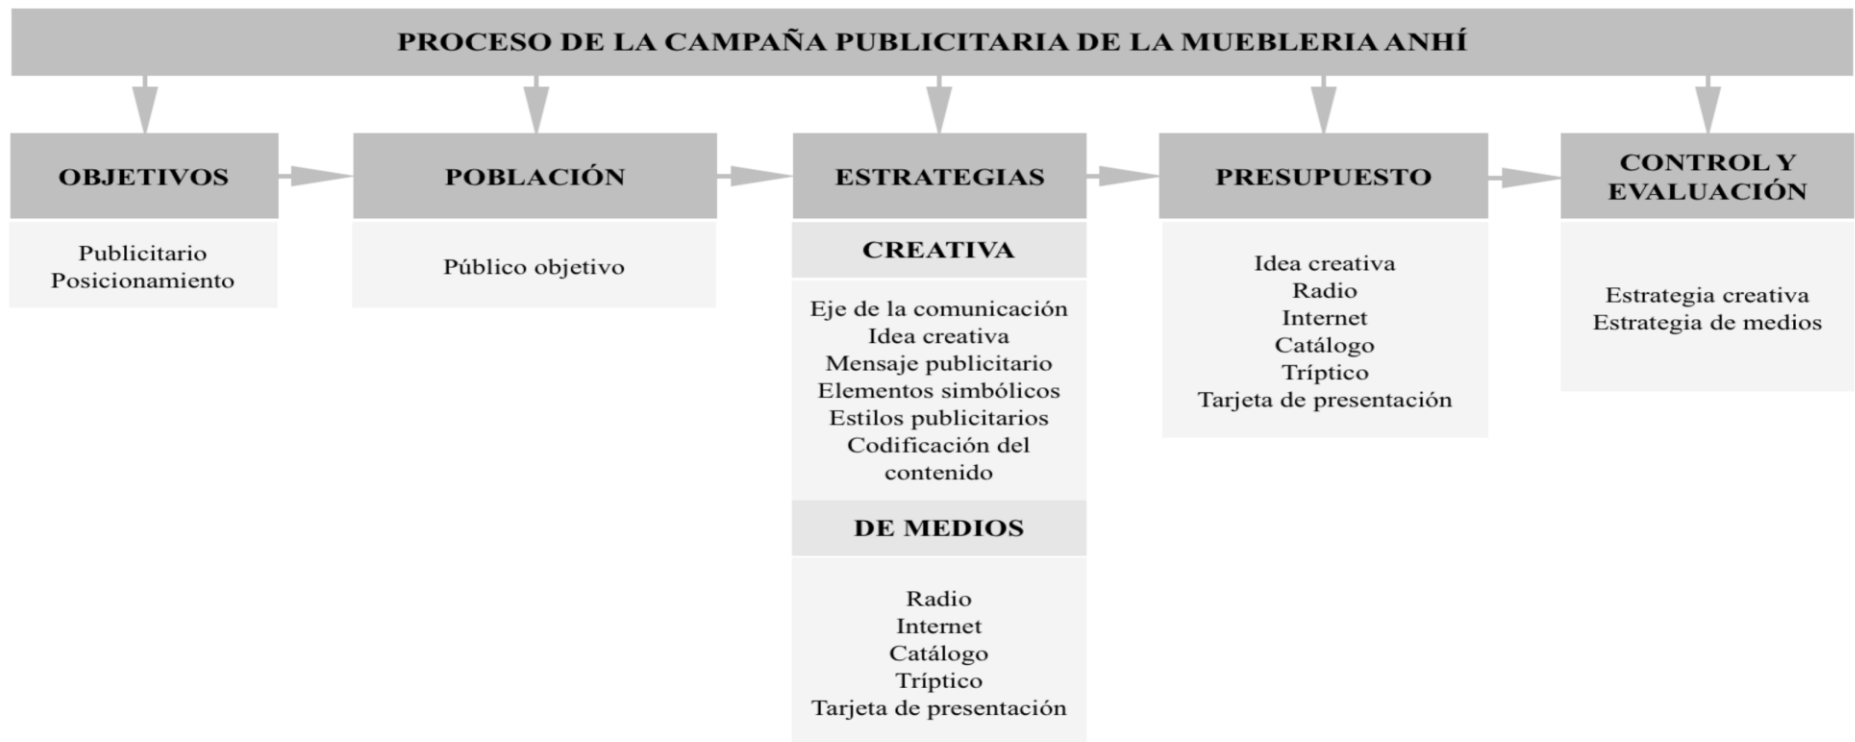 PROCESO DE LA CAMPAÑA PUBLICITARIA DE LA MUEBLERIA ANHÍ
OBJETIVOS
Publicitario
Posicionamiento
POBLACIÓN
Público objetivo
ESTRATEGIAS
CREATIVA
Eje de la comunicación
Idea creativa
Mensaje publicitario
Elementos simbólicos
Estilos publicitarios
Codificación del
contenido
DE MEDIOS
Radio
Internet
Catálogo
Tríptico
Tarjeta de presentación
PRESUPUESTO
Idea creativa
Radio
Internet
Catálogo
Tríptico
Tarjeta de presentación
CONTROL Y
EVALUACIÓN
Estrategia creativa
Estrategia de medios